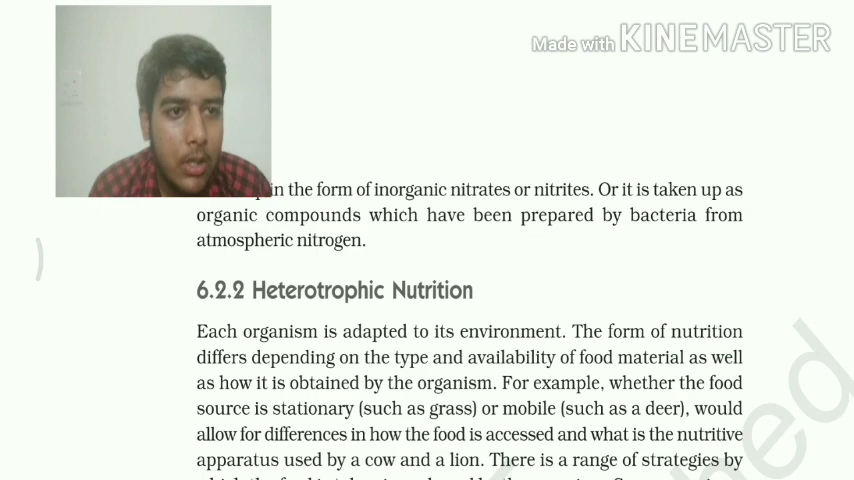 Made with KINEMASTER
in the form of inorganic nitrates or nitrites. Or it is taken up as
organic compounds which have been prepared by bacteria from
atmospheric nitrogen.
6.2.2 Heterotrophic Nutrition
Each organism is adapted to its environment. The form of nutrition
differs depending on the type and availability of food material as well
as how it is obtained by the organism. For example, whether the food
source is stationary (such as grass) or mobile (such as a deer), would
allow for differences in how the food is accessed and what is the nutritive
apparatus used by a cow and a lion. There is a range of strategies by